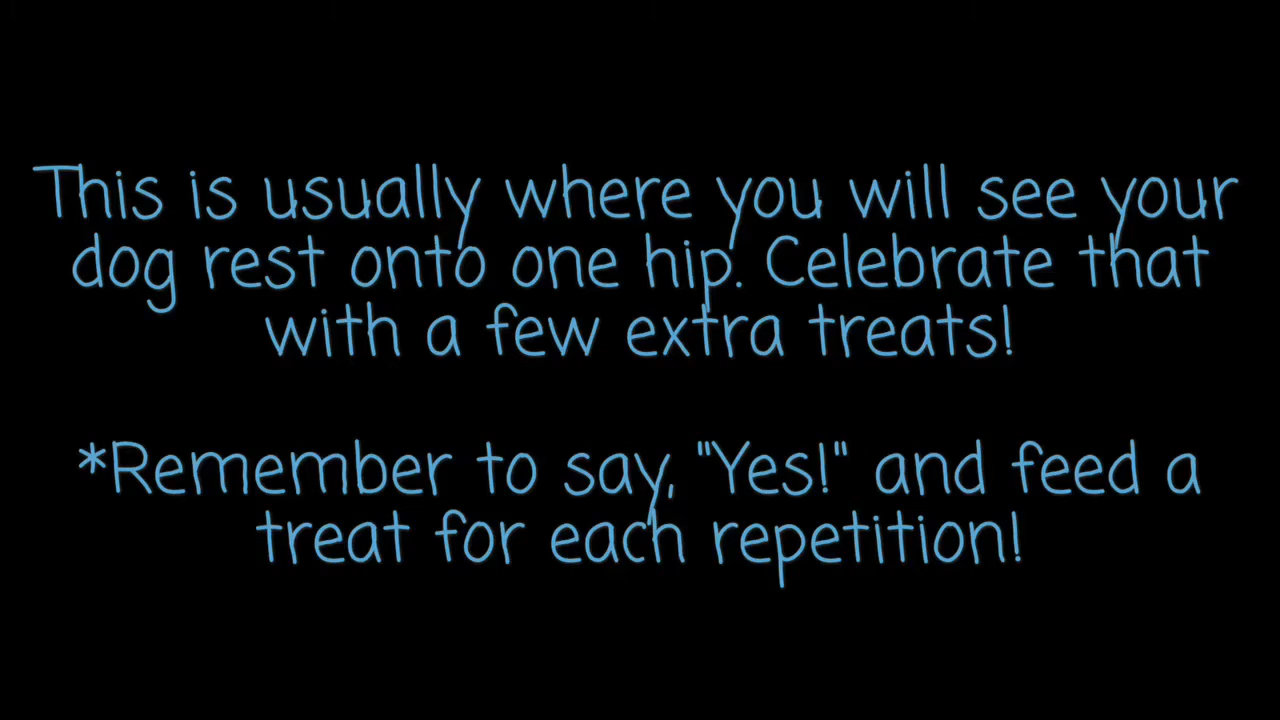 This is usually where you will see your
dog rest onto one hip. Celebrate that
with a few extra treats!
*Remember to say, "Yes!" and feed a
treat for each repetition!